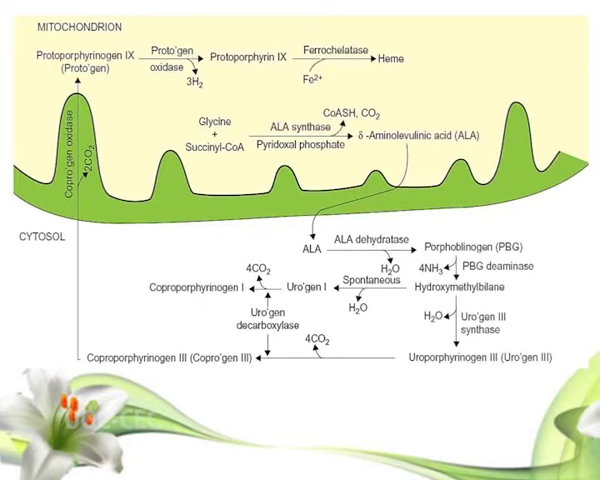 MITOCHONDRION
Protoporphyrinogen IX
(Proto'gen)
Proto'gen
oxidase
3H₂
Protoporphyrin IX
Ferrochelatase
Fe²⁺
Heme
Copro'gen oxidase
2CO₂
Glycine
+
Succinyl-CoA
ALA synthase
Pyridoxal phosphate
CoASH, CO₂
δ -Aminolevulinic acid (ALA)
CYTOSOL
ALA
ALA dehydratase
H₂O
Porphoblinogen (PBG)
4NH₃
PBG deaminase
Coproporphyrinogen I
4CO₂
Uro'gen I
Spontaneous
H₂O
Hydroxymethylbilane
Uro'gen
decarboxylase
H₂O
Uro'gen III
synthase
Coproporphyrinogen III (Copro'gen III)
4CO₂
Uroporphyrinogen III (Uro'gen III)